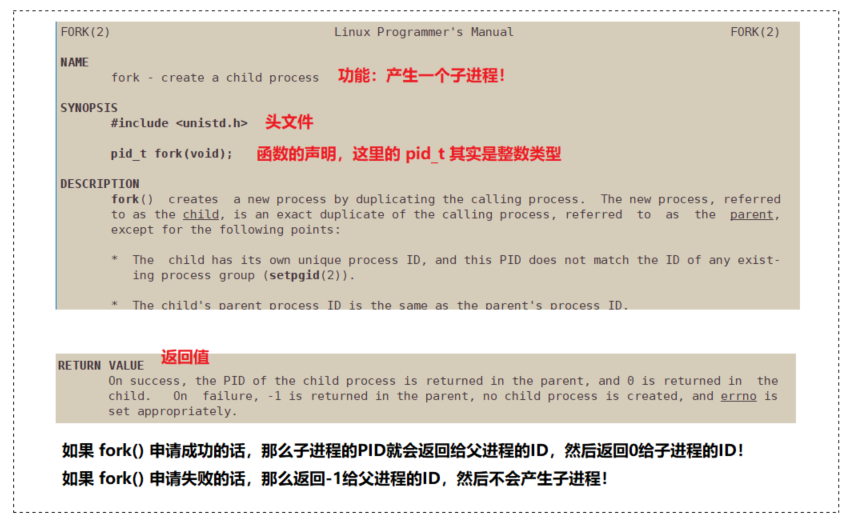 FORK(2) Linux Programmer's Manual FORK(2)
NAME
fork - create a child process 功能：产生一个子进程！
SYNOPSIS
#include <unistd.h> 头文件
pid_t fork(void); 函数的声明，这里的 pid_t 其实是整数类型
DESCRIPTION
fork() creates a new process by duplicating the calling process. The new process, referred
to as the child, is an exact duplicate of the calling process, referred to as the parent,
except for the following points:
* The child has its own unique process ID, and this PID does not match the ID of any exist-
ing process group (setpgid(2)).
* The child's parent process ID is the same as the parent's process ID.
RETURN VALUE 返回值
On success, the PID of the child process is returned in the parent, and 0 is returned in the
child. On failure, -1 is returned in the parent, no child process is created, and errno is
set appropriately.
如果 fork() 申请成功的话，那么子进程的PID就会返回给父进程的ID，然后返回0给子进程的ID！
如果 fork() 申请失败的话，那么返回-1给父进程的ID，然后不会产生子进程！